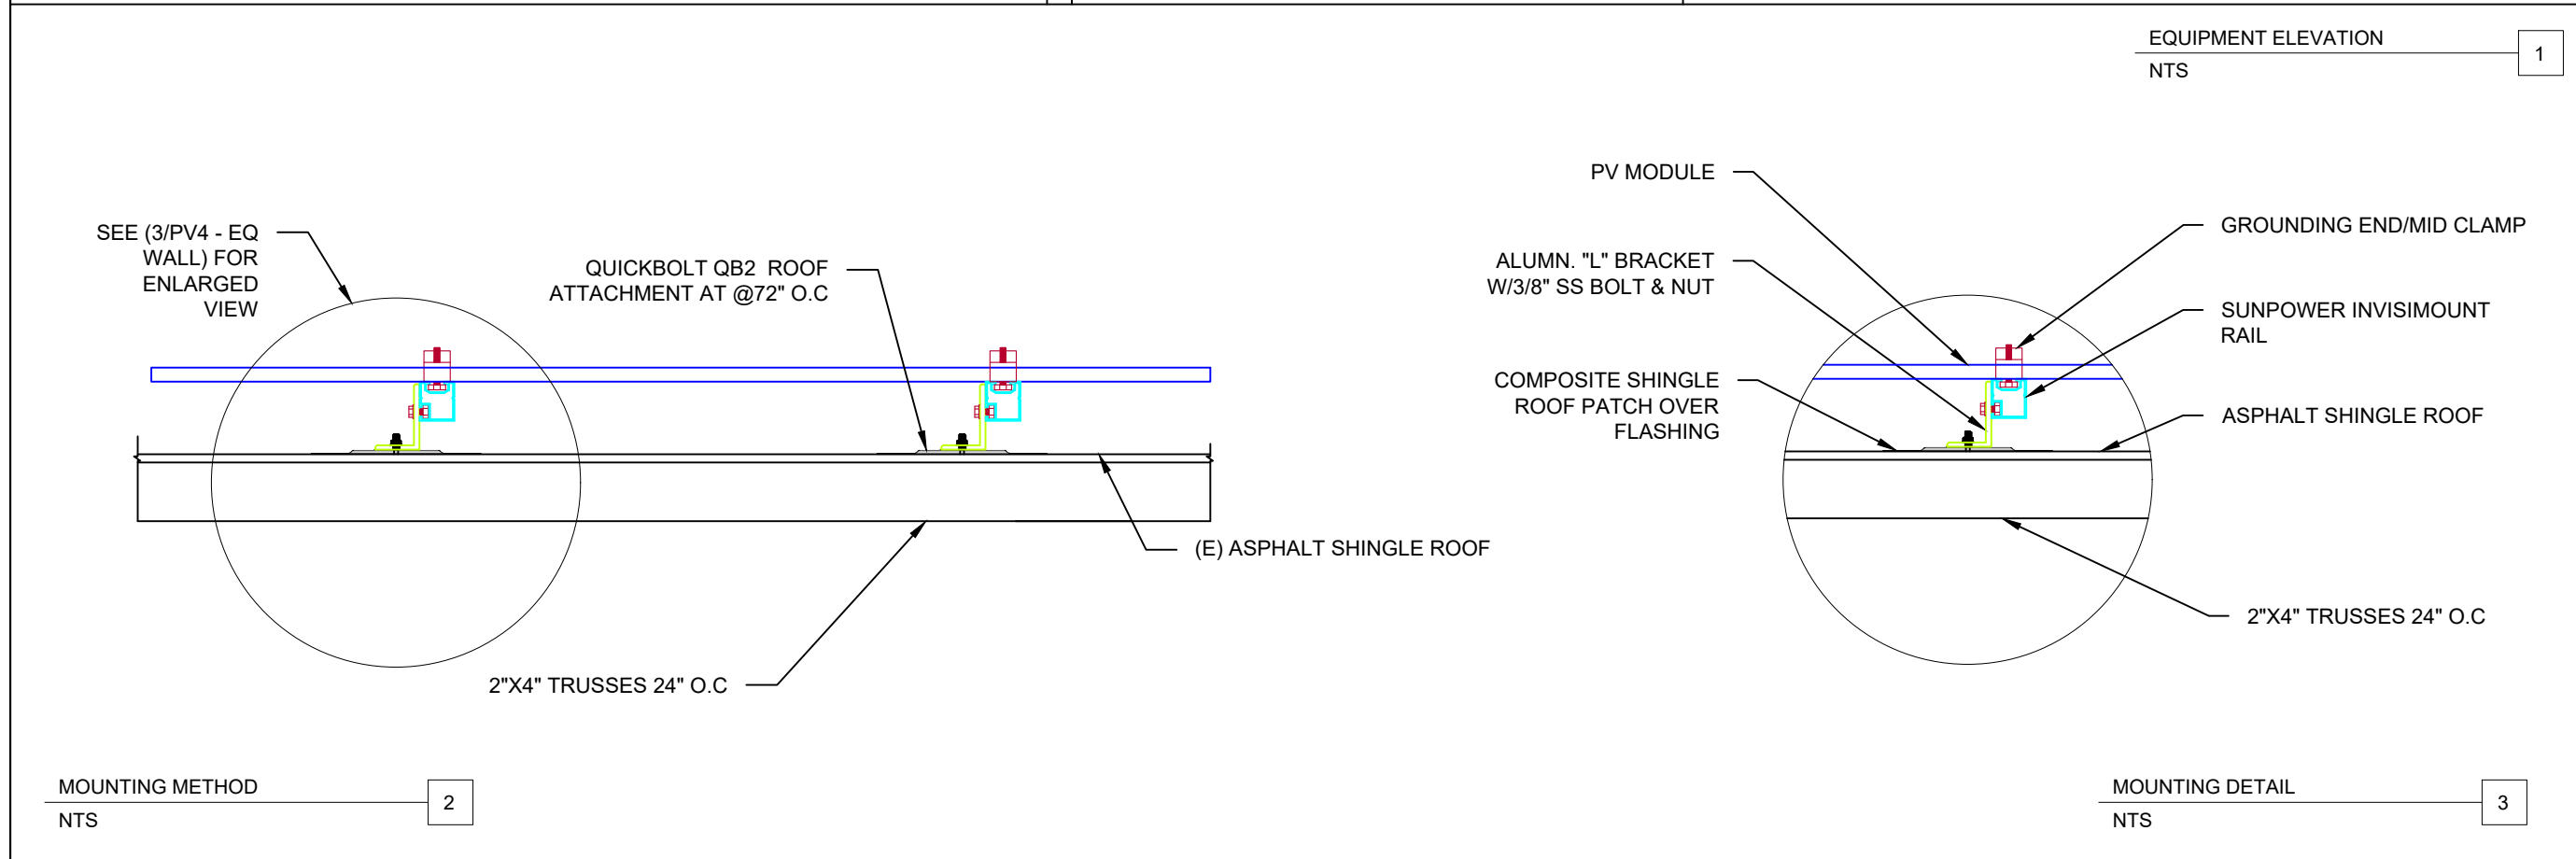 EQUIPMENT ELEVATION
1
NTS
SEE (3/PV4 - EQ
WALL) FOR
ENLARGED
VIEW
QUICKBOLT QB2  ROOF
ATTACHMENT AT @72" O.C
(E) ASPHALT SHINGLE ROOF
2"X4" TRUSSES 24" O.C
MOUNTING METHOD
2
NTS
PV MODULE
ALUMN. "L" BRACKET
W/3/8" SS BOLT & NUT
COMPOSITE SHINGLE
ROOF PATCH OVER
FLASHING
GROUNDING END/MID CLAMP
SUNPOWER INVISIMOUNT
RAIL
ASPHALT SHINGLE ROOF
2"X4" TRUSSES 24" O.C
MOUNTING DETAIL
3
NTS